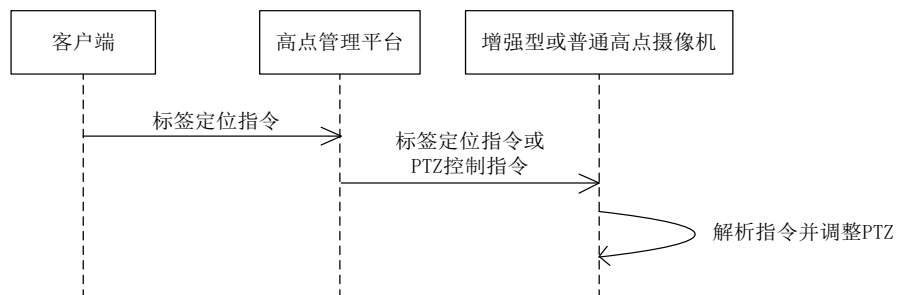 客户端
高点管理平台
增强型或普通高点摄像机
标签定位指令
标签定位指令或
PTZ控制指令
解析指令并调整PTZ